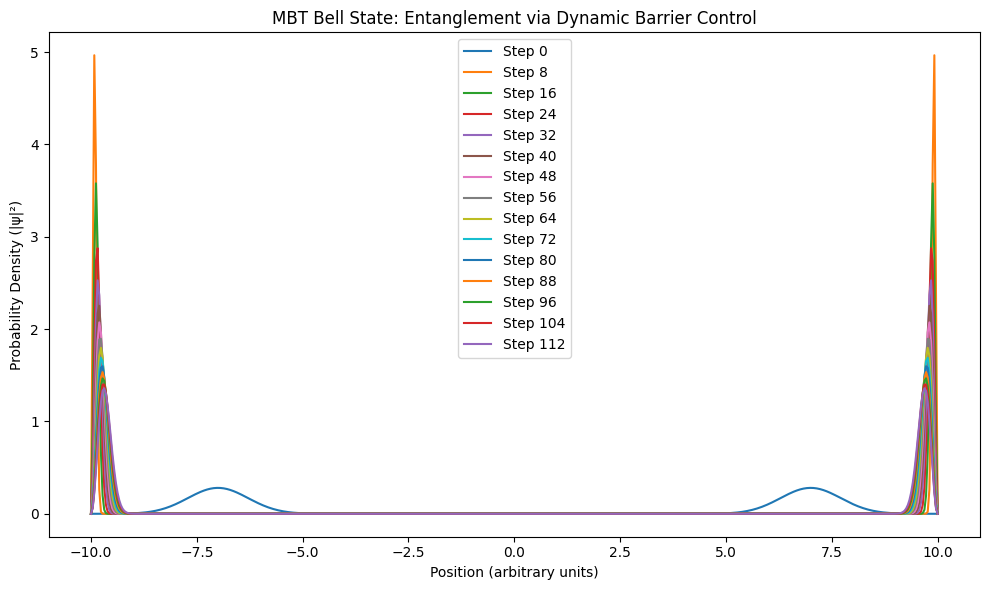 MBT Bell State: Entanglement via Dynamic Barrier Control
Step 0
Step 8
Step 16
Step 24
Step 32
Step 40
Step 48
Step 56
Step 64
Step 72
Step 80
Step 88
Step 96
Step 104
Step 112
Probability Density (|ψ|²)
5
4
3
2
1
0
−10.0 −7.5 −5.0 −2.5 0.0 2.5 5.0 7.5 10.0
Position (arbitrary units)